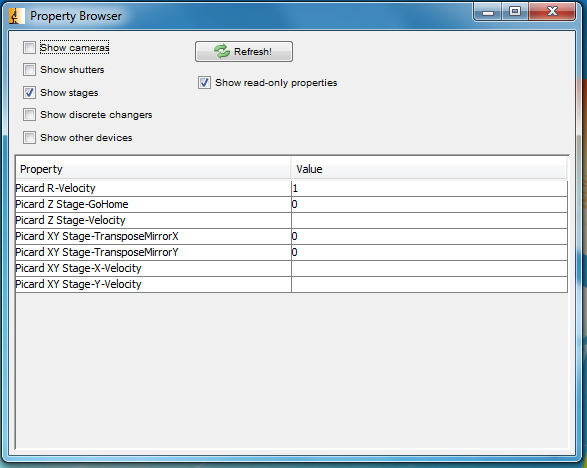 Property Browser
Show cameras
Refresh!
Show shutters
Show read-only properties
Show stages
Show discrete changers
Show other devices
Property Value
Picard R-Velocity 1
Picard Z Stage-GoHome 0
Picard Z Stage-Velocity
Picard XY Stage-TransposeMirrorX 0
Picard XY Stage-TransposeMirrorY 0
Picard XY Stage-X-Velocity
Picard XY Stage-Y-Velocity